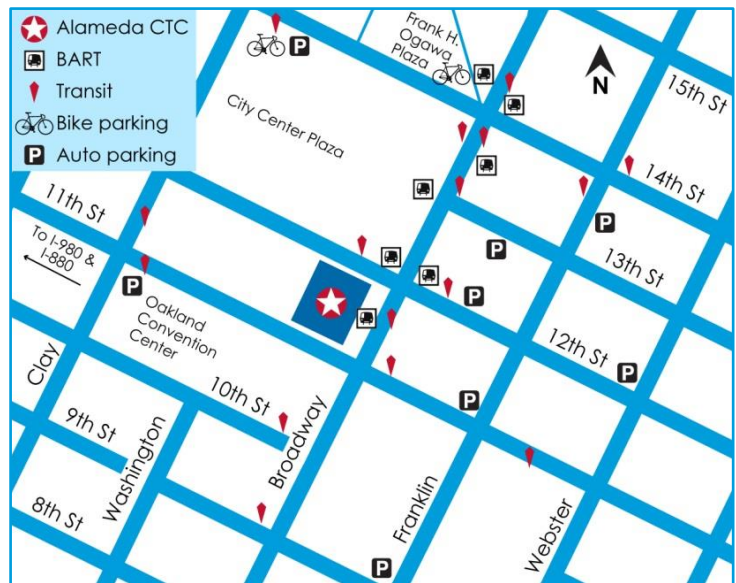 Alameda CTC
BART
Transit
Bike parking
P Auto parking
Frank H.
Ogawa
Plaza
P
N
15th St
City Center Plaza
14th St
11th St
P
13th St
To I-980 &
I-880
P
P
P
Oakland
Convention
Center
12th St
P
Clay
10th St
P
9th St
Washington
Broadway
Franklin
Webster
8th St
P